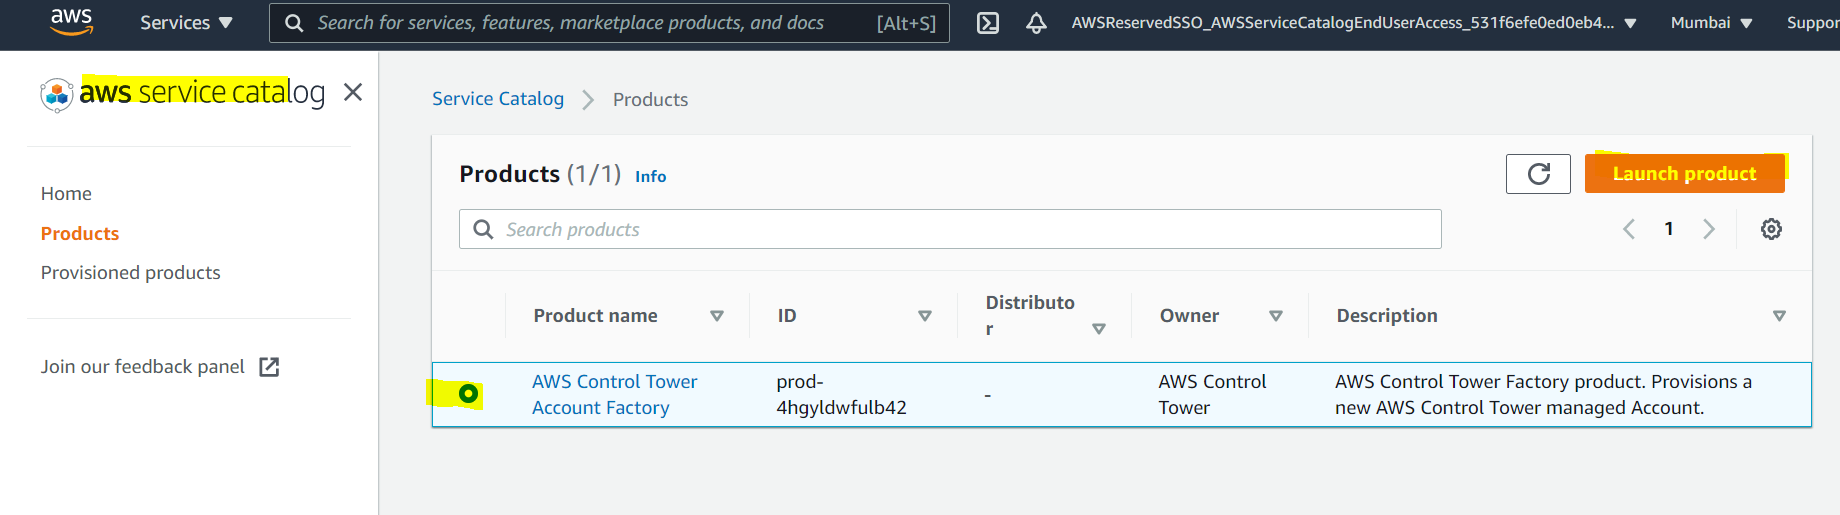 aws
Services
Search for services, features, marketplace products, and docs
[Alt+S]
AWSReservedSSO_AWSServiceCatalogEndUserAccess_531f6efe0ed0eb4...
Mumbai
Suppor
aws service catalog
Home
Products
Provisioned products
Join our feedback panel
Service Catalog
Products
Products (1/1) Info
Launch product
Search products
1
Product name
ID
Distributo
r
Owner
Description
AWS Control Tower
Account Factory
prod-
4hgyldwfulb42
-
AWS Control
Tower
AWS Control Tower Factory product. Provisions a
new AWS Control Tower managed Account.